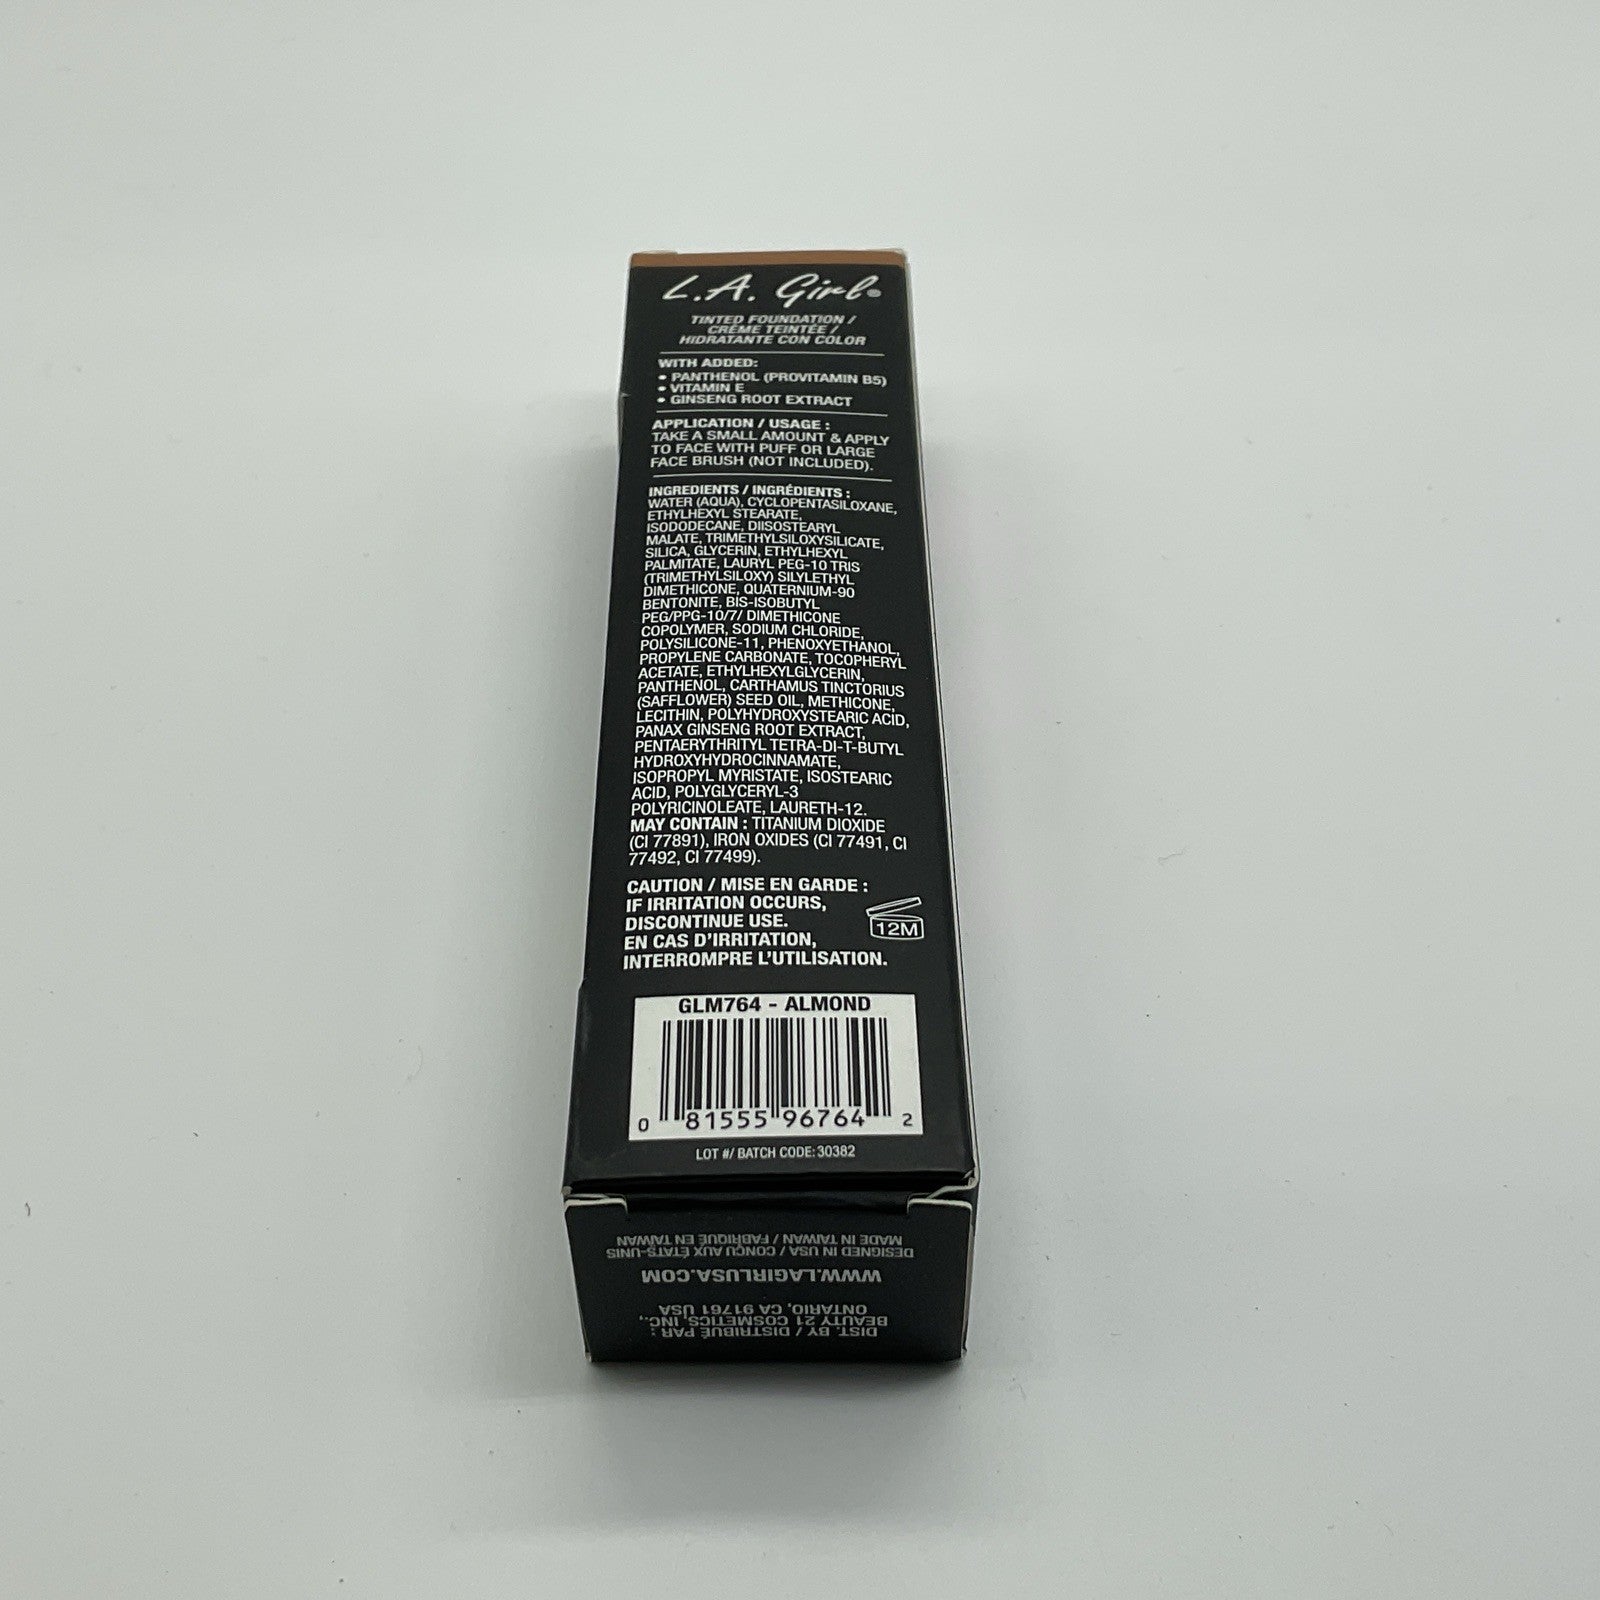 L.A. Girl®
TINTED FOUNDATION /
CRÈME TEINTÉE /
HIDRATANTE CON COLOR
WITH ADDED:
• PANTHENOL (PROVITAMIN B5)
• VITAMIN E
• GINSENG ROOT EXTRACT
APPLICATION / USAGE :
TAKE A SMALL AMOUNT & APPLY
TO FACE WITH PUFF OR LARGE
FACE BRUSH (NOT INCLUDED).
INGREDIENTS / INGRÉDIENTS :
WATER (AQUA), CYCLOPENTASILOXANE,
ETHYLHEXYL STEARATE,
ISODODECANE, DIISOSTEARYL
MALATE, TRIMETHYLSILOXYSILICATE,
SILICA, GLYCERIN, ETHYLHEXYL
PALMITATE, LAURYL PEG-10 TRIS
(TRIMETHYLSILOXY) SILYLETHYL
DIMETHICONE, QUATERNIUM-90
BENTONITE, BIS-ISOBUTYL
PEG/PPG-10/7/ DIMETHICONE
COPOLYMER, SODIUM CHLORIDE,
POLYSILICONE-11, PHENOXYETHANOL,
PROPYLENE CARBONATE, TOCOPHERYL
ACETATE, ETHYLHEXYLGLYCERIN,
PANTHENOL, CARTHAMUS TINCTORIUS
(SAFFLOWER) SEED OIL, METHICONE,
LECITHIN, POLYHYDROXYSTEARIC ACID,
PANAX GINSENG ROOT EXTRACT,
PENTAERYTHRITYL TETRA-DI-T-BUTYL
HYDROXYHYDROCINNAMATE,
ISOPROPYL MYRISTATE, ISOSTEARIC
ACID, POLYGLYCERYL-3
POLYRICINOLEATE, LAURETH-12.
MAY CONTAIN : TITANIUM DIOXIDE
(CI 77891), IRON OXIDES (CI 77491, CI
77492, CI 77499).
CAUTION / MISE EN GARDE :
IF IRRITATION OCCURS,
DISCONTINUE USE.
EN CAS D'IRRITATION,
INTERROMPRE L'UTILISATION.
12M
GLM764 - ALMOND
0 81555 96764 2
LOT #/ BATCH CODE: 30382
DIST. BY / DISTRIBUÉ PAR :
BEAUTY 21 COSMETICS, INC.,
ONTARIO, CA 91761 USA
WWW.LAGIRLUSA.COM
DESIGNED IN USA / CONÇU AUX ÉTATS-UNIS
MADE IN TAIWAN / FABRIQUÉ EN TAIWAN